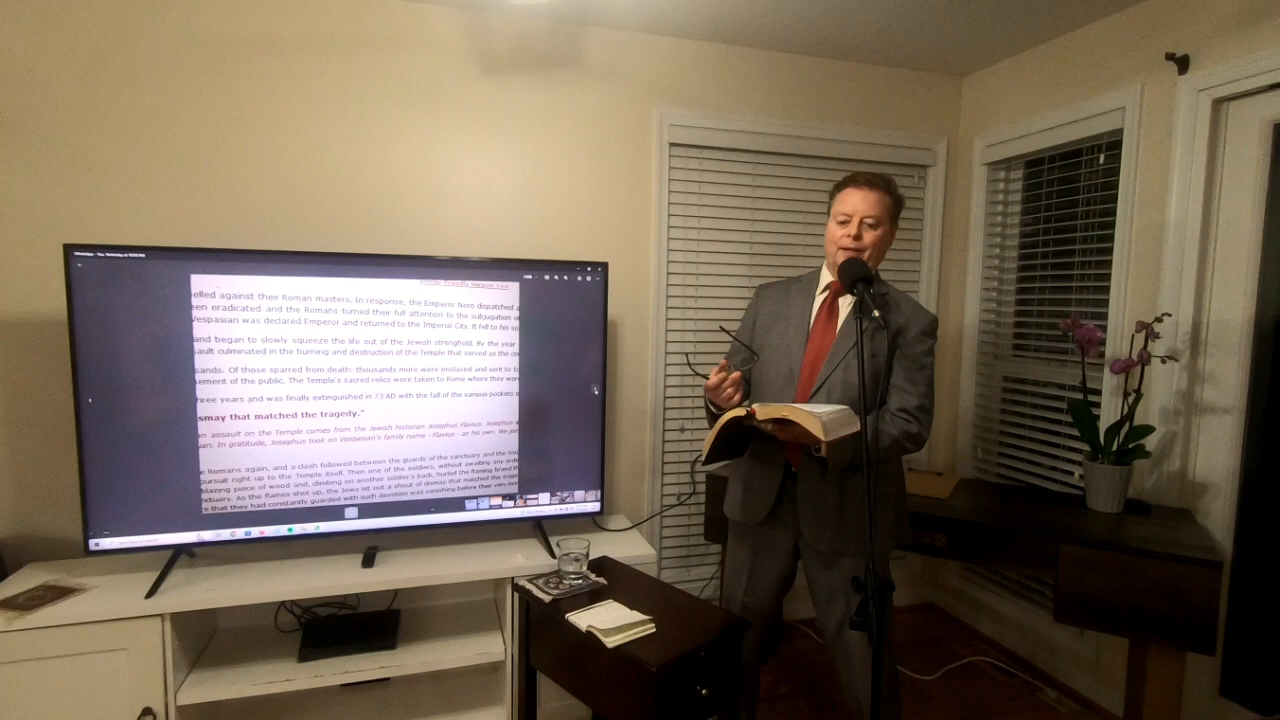 Printer Friendly Version >>>
elled against their Roman masters. In response, the Emperor Nero dispatched a
een eradicated and the Romans turned their full attention to the subjugation o
Vespasian was declared Emperor and returned to the Imperial City. It fell to his so
and began to slowly squeeze the life out of the Jewish stronghold. By the year
ault culminated in the burning and destruction of the Temple that served as the ce
sands. Of those sparred from death: thousands more were enslaved and sent to
ement of the public. The Temple's sacred relics were taken to Rome where they were
hree years and was finally extinguished in 73 AD with the fall of the various pockets o
smay that matched the tragedy."
an assault on the Temple comes from the Jewish historian Josephus Flavius. Josephus
ian. In gratitude, Josephus took on Vespasian's family name - Flavius - as his own. We
e Romans again, and a clash followed between the guards of the sanctuary and the
oursuit right up to the Temple itself. Then one of the soldiers, without awaiting any
blazing piece of wood and, climbing on another soldier's back, hurled the flaming brand
nctuary. As the flames shot up, the Jews let out a shout of dismay that matched the
re that they had constantly guarded with such devotion was vanishing before their very